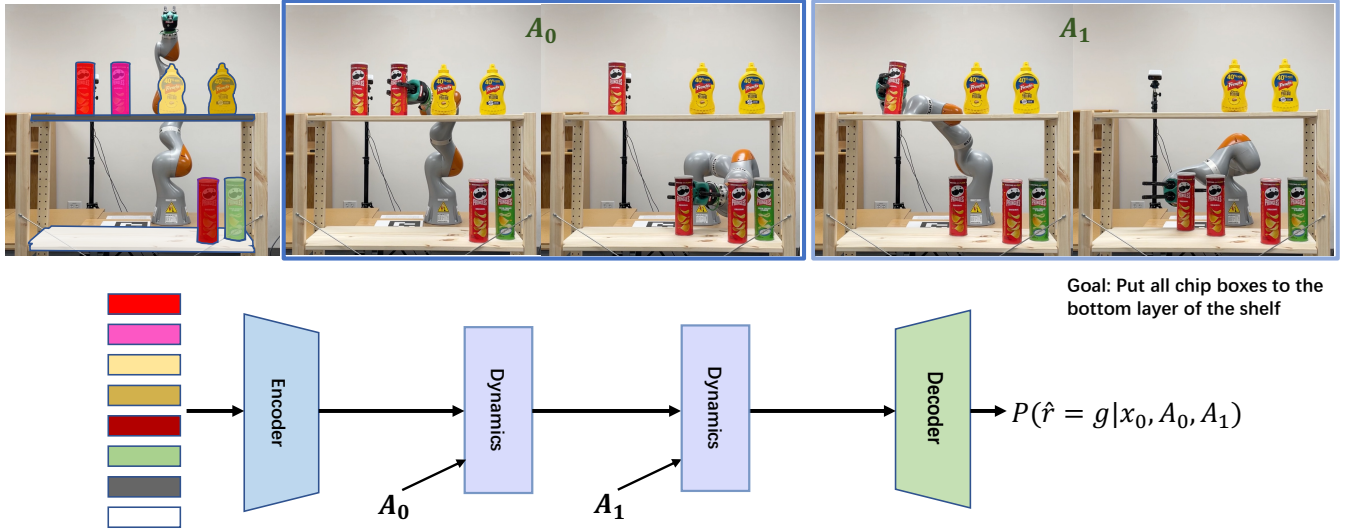 A₀
A₁
Goal: Put all chip boxes to the
bottom layer of the shelf
Encoder
Dynamics
Dynamics
Decoder
P(r̂ = g|x₀, A₀, A₁)
A₀
A₁